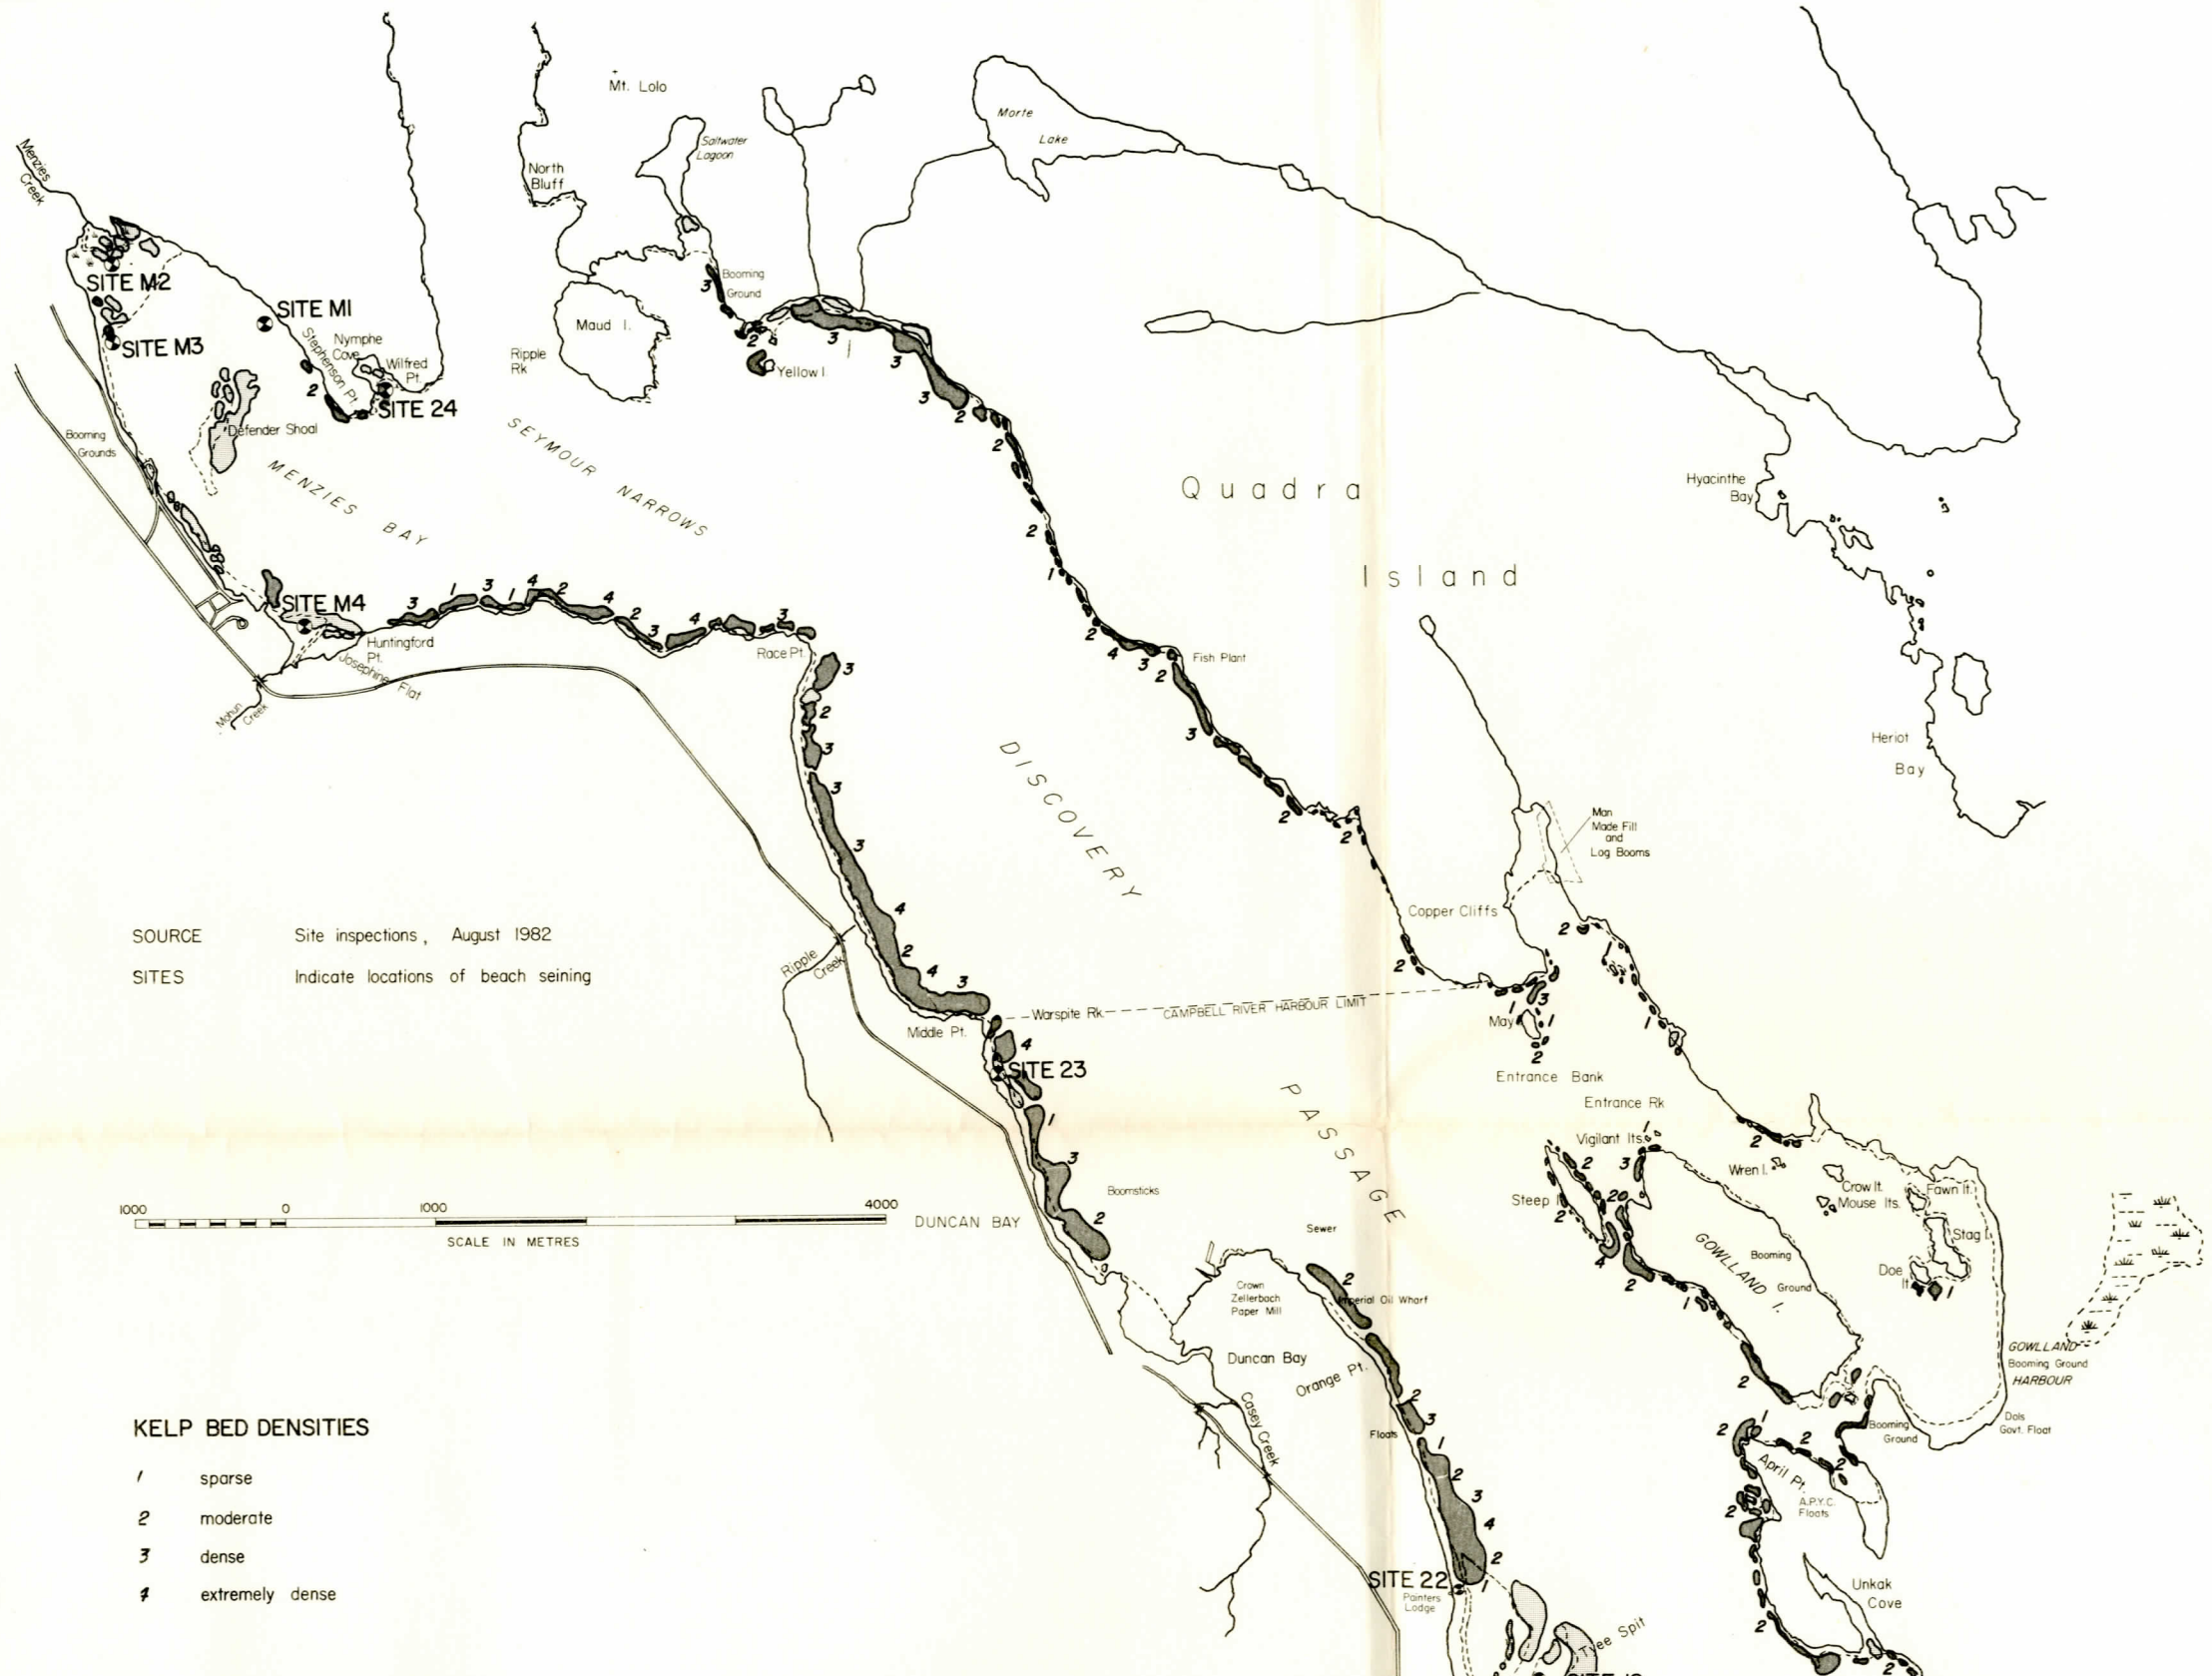 Mt. Lolo
Morte
Lake
Saltwater
Lagoon
Menzies
Creek
North
Bluff
SITE M2
Booming
Ground
SITE M1
SITE M3
Stephenson Pt.
Nymphe
Cove
Wilfred
Pt.
SITE 24
Maud I.
Ripple
Rk
Yellow I.
Booming
Grounds
Defender Shoal
MENZIES BAY
SEYMOUR NARROWS
Quadra
Island
Hyacinthe
Bay
SITE M4
Huntingford
Pt.
Josephine Flat
Mohun
Creek
Race Pt.
Fish Plant
Heriot
Bay
DISCOVERY
PASSAGE
Man
Made Fill
and
Log Booms
Copper Cliffs
SOURCE Site inspections, August 1982
SITES Indicate locations of beach seining
Ripple
Creek
Middle Pt.
Warspite Rk.
CAMPBELL RIVER HARBOUR LIMIT
May I.
SITE 23
Entrance Bank
Entrance Rk
Vigilant Its.
Wren I.
Crow It.
Mouse Its.
Fawn It.
Stag I.
Doe
It.
Steep I.
GOWLLAND I.
Booming
Ground
Boomsticks
1000 0 1000 4000
SCALE IN METRES
DUNCAN BAY
Sewer
Crown
Zellerbach
Paper Mill
Imperial Oil Wharf
Duncan Bay
Orange Pt.
Casey Creek
Floats
GOWLLAND
Booming Ground
HARBOUR
Dols
Govt. Float
Booming
Ground
April Pt.
A.P.Y.C.
Floats
Unkak
Cove
KELP BED DENSITIES
1 sparse
2 moderate
3 dense
4 extremely dense
SITE 22
Painters
Lodge
Tyee Spit